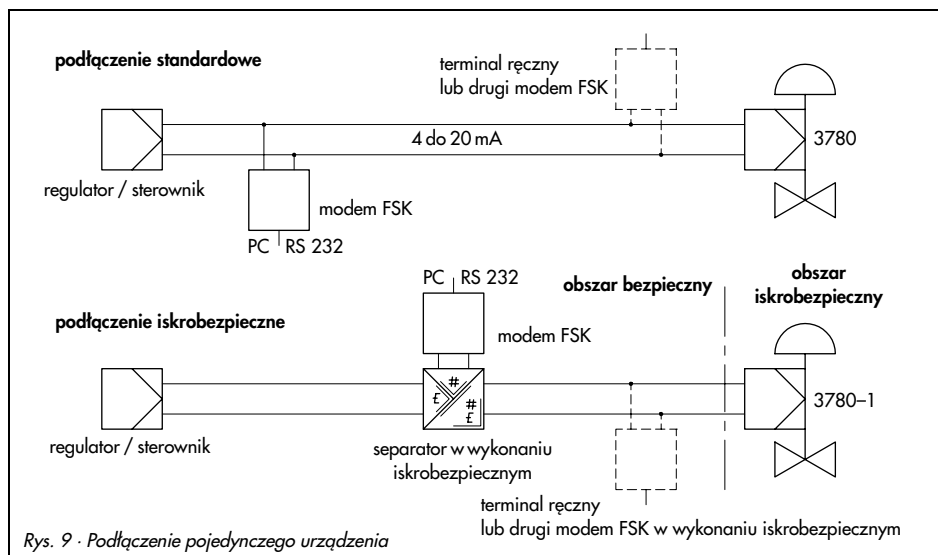 podłączenie standardowe
terminal ręczny
lub drugi modem FSK
4 do 20 mA
3780
regulator / sterownik
modem FSK
PC RS 232
PC RS 232
obszar bezpieczny
obszar
iskrobezpieczny
podłączenie iskrobezpieczne
modem FSK
#
E
#
E
3780–1
regulator / sterownik
separator w wykonaniu
iskrobezpiecznym
terminal ręczny
lub drugi modem FSK w wykonaniu iskrobezpiecznym
Rys. 9 · Podłączenie pojedynczego urządzenia